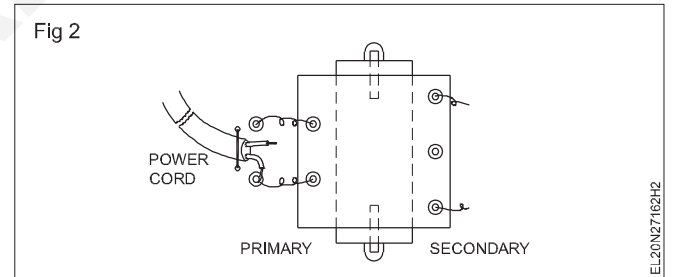 Fig 2
POWER
CORD
PRIMARY
SECONDARY
EL20N27162H2